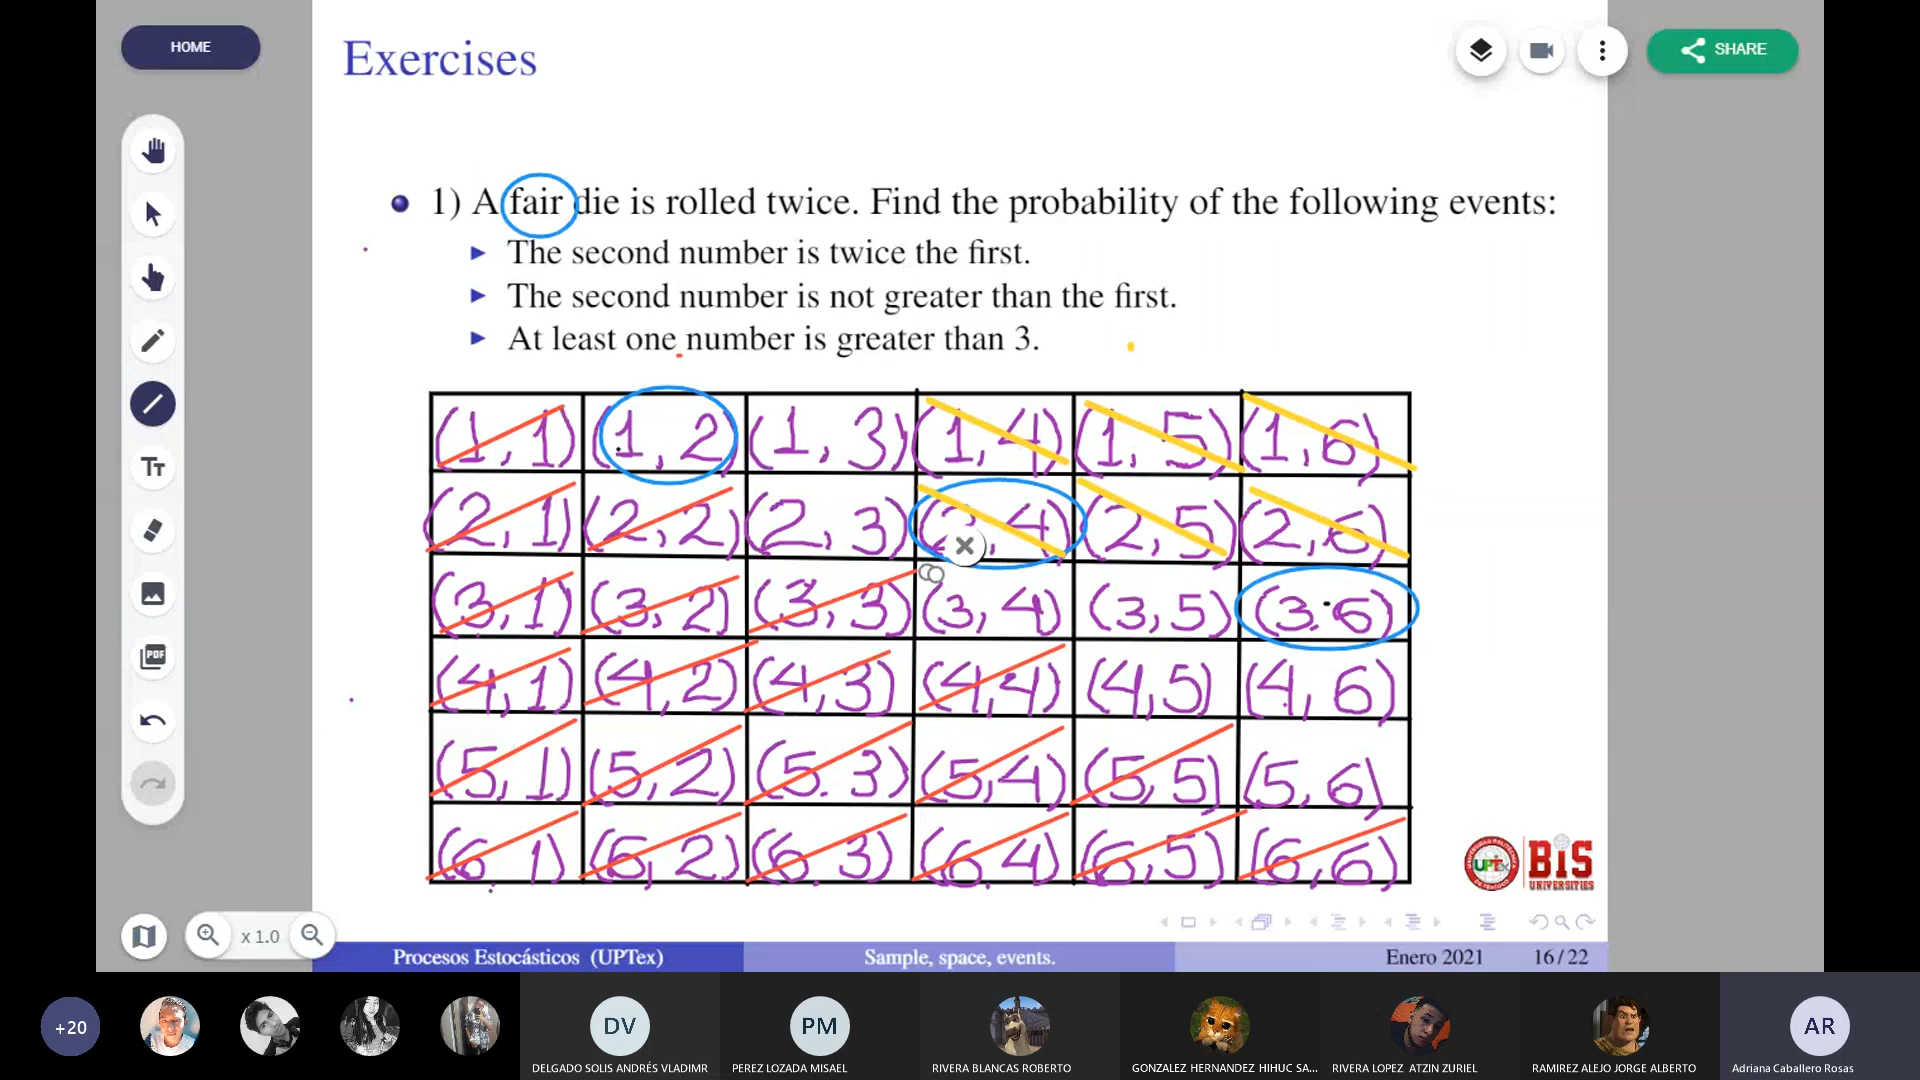 HOME
Exercises
SHARE
1) A fair die is rolled twice. Find the probability of the following events:
The second number is twice the first.
The second number is not greater than the first.
At least one number is greater than 3.
(1,1) (1,2) (1,3) (1,4) (1,5) (1,6)
(2,1) (2,2) (2,3) (2,4) (2,5) (2,6)
(3,1) (3,2) (3,3) (3,4) (3,5) (3.6)
(4,1) (4,2) (4,3) (4,4) (4,5) (4,6)
(5,1) (5,2) (5.3) (5,4) (5,5) (5,6)
(6,1) (6,2) (6,3) (6,4) (6,5) (6,6)
Tт
PDF
UPTex
BiS
UNIVERSITIES
x 1.0
Procesos Estocásticos (UPTex) Sample, space, events. Enero 2021 16 / 22
+20 DV PM AR
DELGADO SOLIS ANDRÉS VLADIMR PEREZ LOZADA MISAEL RIVERA BLANCAS ROBERTO GONZALEZ HERNANDEZ HIHUC SA... RIVERA LOPEZ ATZIN ZURIEL RAMIREZ ALEJO JORGE ALBERTO Adriana Caballero Rosas